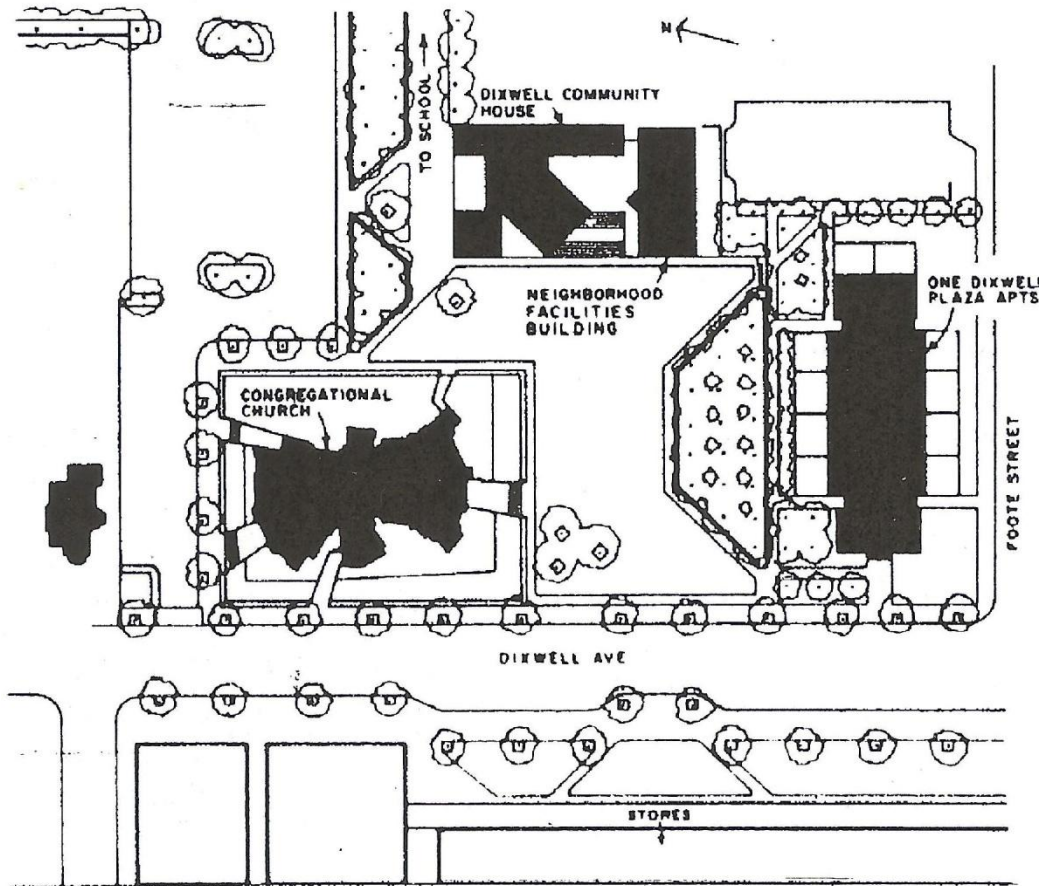 N
TO SCHOOL
DIXWELL COMMUNITY
HOUSE
NEIGHBORHOOD
FACILITIES
BUILDING
ONE DIXWELL
PLAZA APTS
CONGREGATIONAL
CHURCH
FOOTE STREET
DIXWELL AVE
STORES